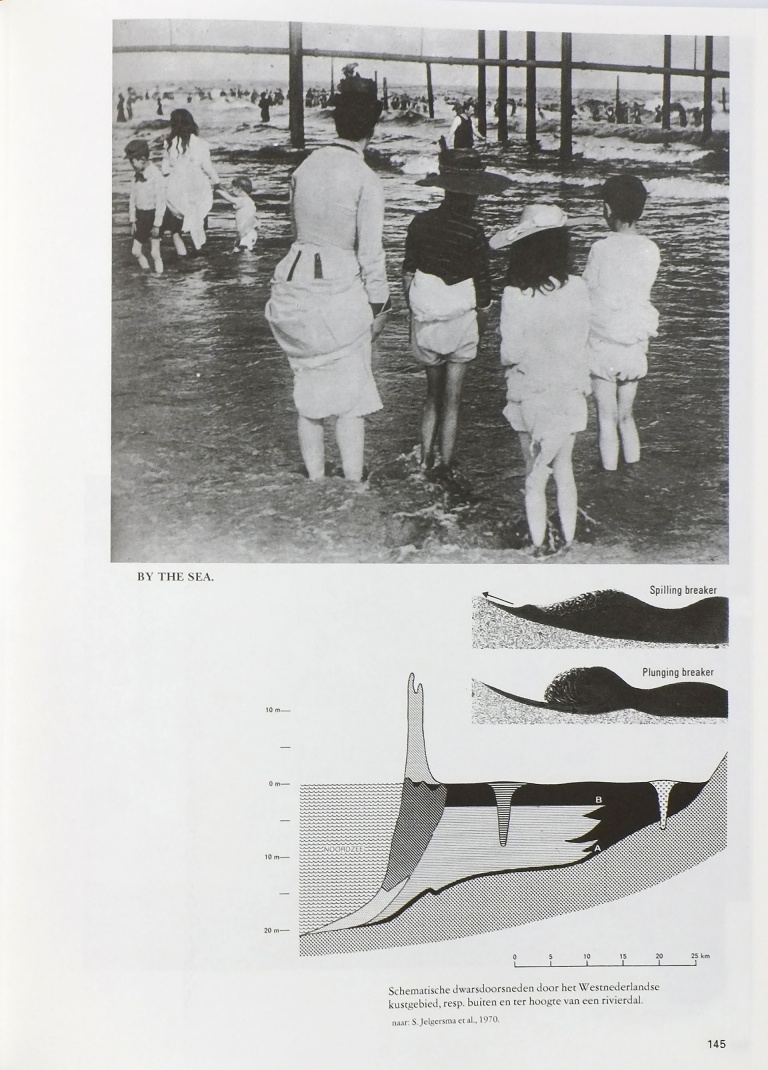 BY THE SEA.
Spilling breaker
Plunging breaker
10 m
0 m
B
NOORDZEE
A
10 m
20 m
0 5 10 15 20 25 km
Schematische dwarsdoorsneden door het Westnederlandse
kustgebied, resp. buiten en ter hoogte van een rivierdal.
naar: S. Jelgersma et al., 1970.
145